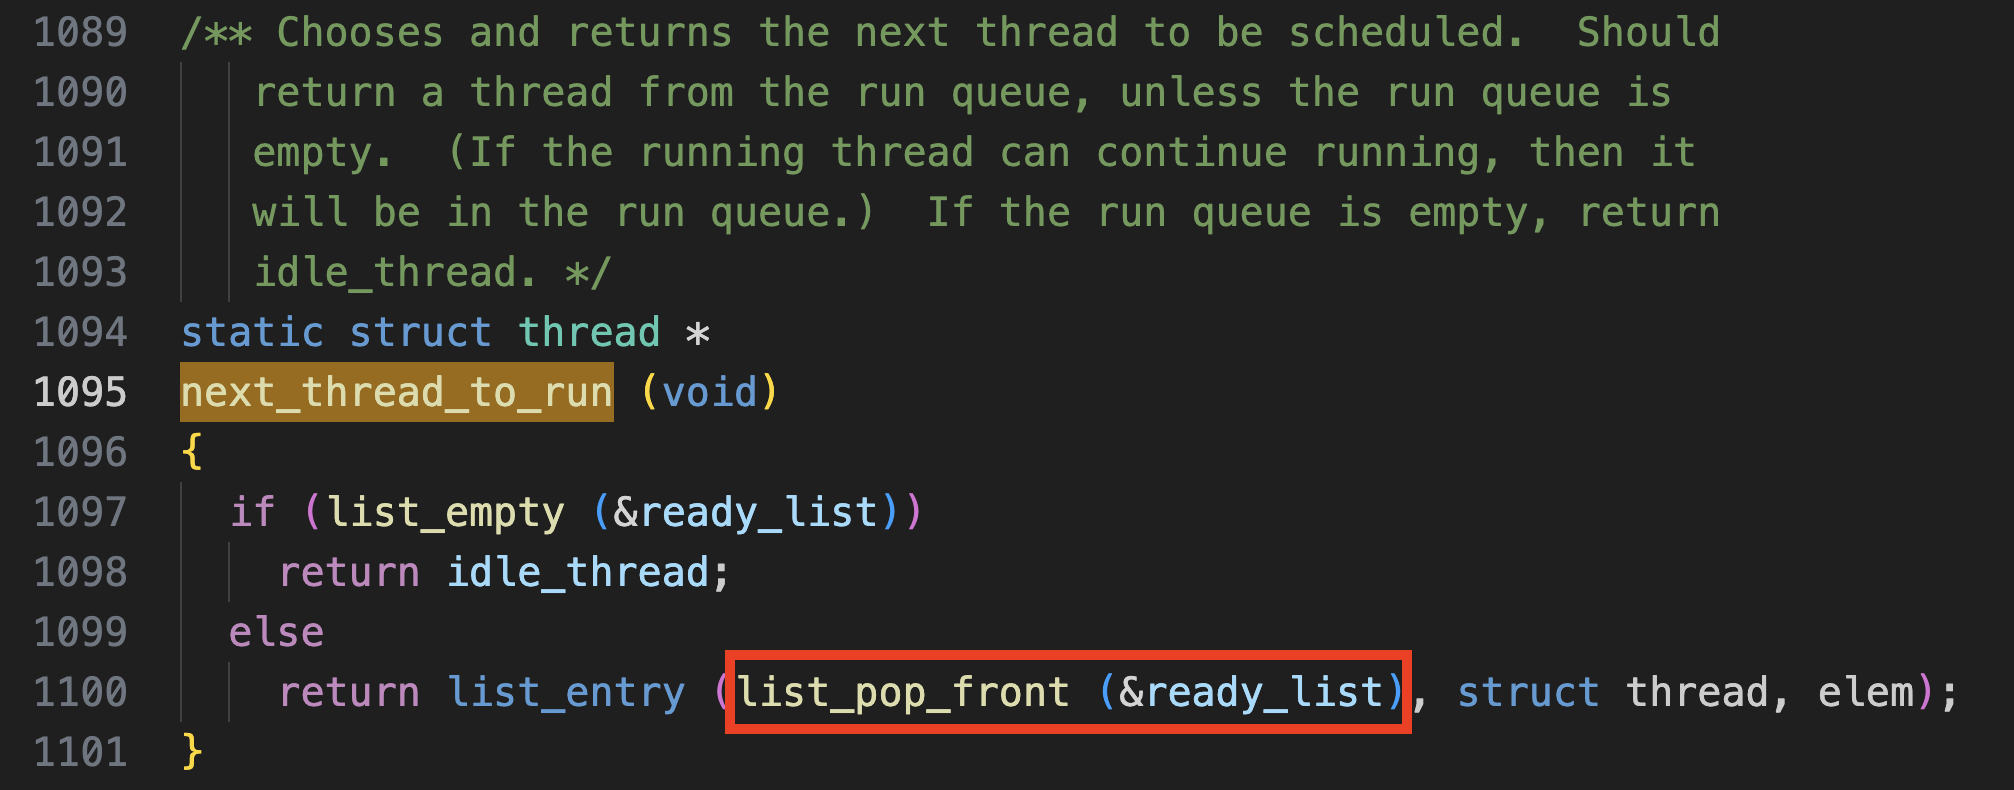 1089 /** Chooses and returns the next thread to be scheduled.  Should
1090 return a thread from the run queue, unless the run queue is
1091 empty.  (If the running thread can continue running, then it
1092 will be in the run queue.)  If the run queue is empty, return
1093 idle_thread. */
1094 static struct thread *
1095 next_thread_to_run (void)
1096 {
1097 if (list_empty (&ready_list))
1098 return idle_thread;
1099 else
1100 return list_entry (list_pop_front (&ready_list), struct thread, elem);
1101 }